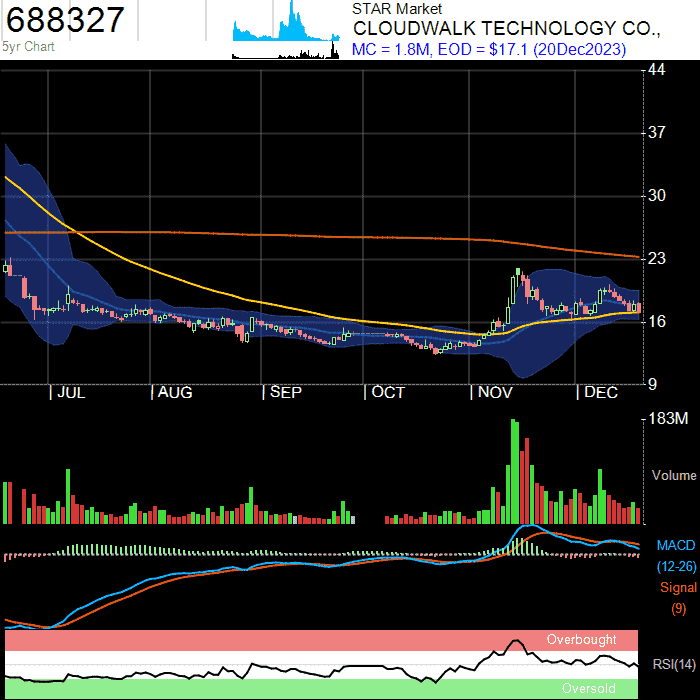 688327
5yr Chart
STAR Market
CLOUDWALK TECHNOLOGY CO.,
MC = 1.8M, EOD = $17.1 (20Dec2023)
44
37
30
23
16
9
JUL AUG SEP OCT NOV DEC
183M
Volume
MACD
(12-26)
Signal
(9)
Overbought
RSI(14)
Oversold